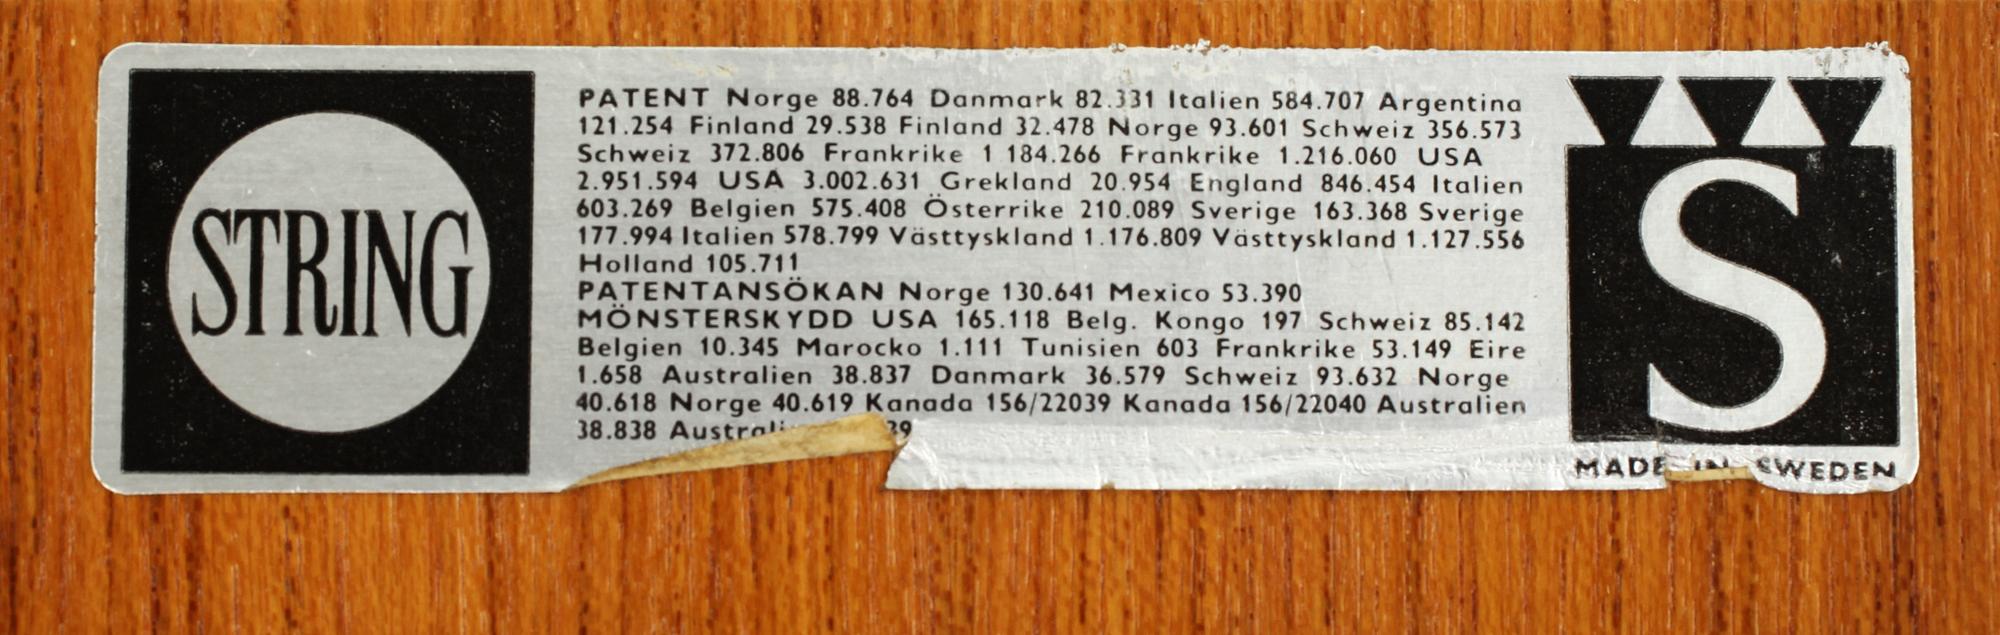 STRING
PATENT Norge 88.764 Danmark 82.331 Italien 584.707 Argentina
121.254 Finland 29.538 Finland 32.478 Norge 93.601 Schweiz 356.573
Schweiz 372.806 Frankrike 1 184.266 Frankrike 1.216.060 USA
2.951.594 USA 3.002.631 Grekland 20.954 England 846.454 Italien
603.269 Belgien 575.408 Österrike 210.089 Sverige 163.368 Sverige
177.994 Italien 578.799 Västtyskland 1.176.809 Västtyskland 1.127.556
Holland 105.711
PATENTANSÖKAN Norge 130.641 Mexico 53.390
MÖNSTERSKYDD USA 165.118 Belg. Kongo 197 Schweiz 85.142
Belgien 10.345 Marocko 1.111 Tunisien 603 Frankrike 53.149 Eire
1.658 Australien 38.837 Danmark 36.579 Schweiz 93.632 Norge
40.618 Norge 40.619 Kanada 156/22039 Kanada 156/22040 Australien
38.838
S
MADE IN SWEDEN